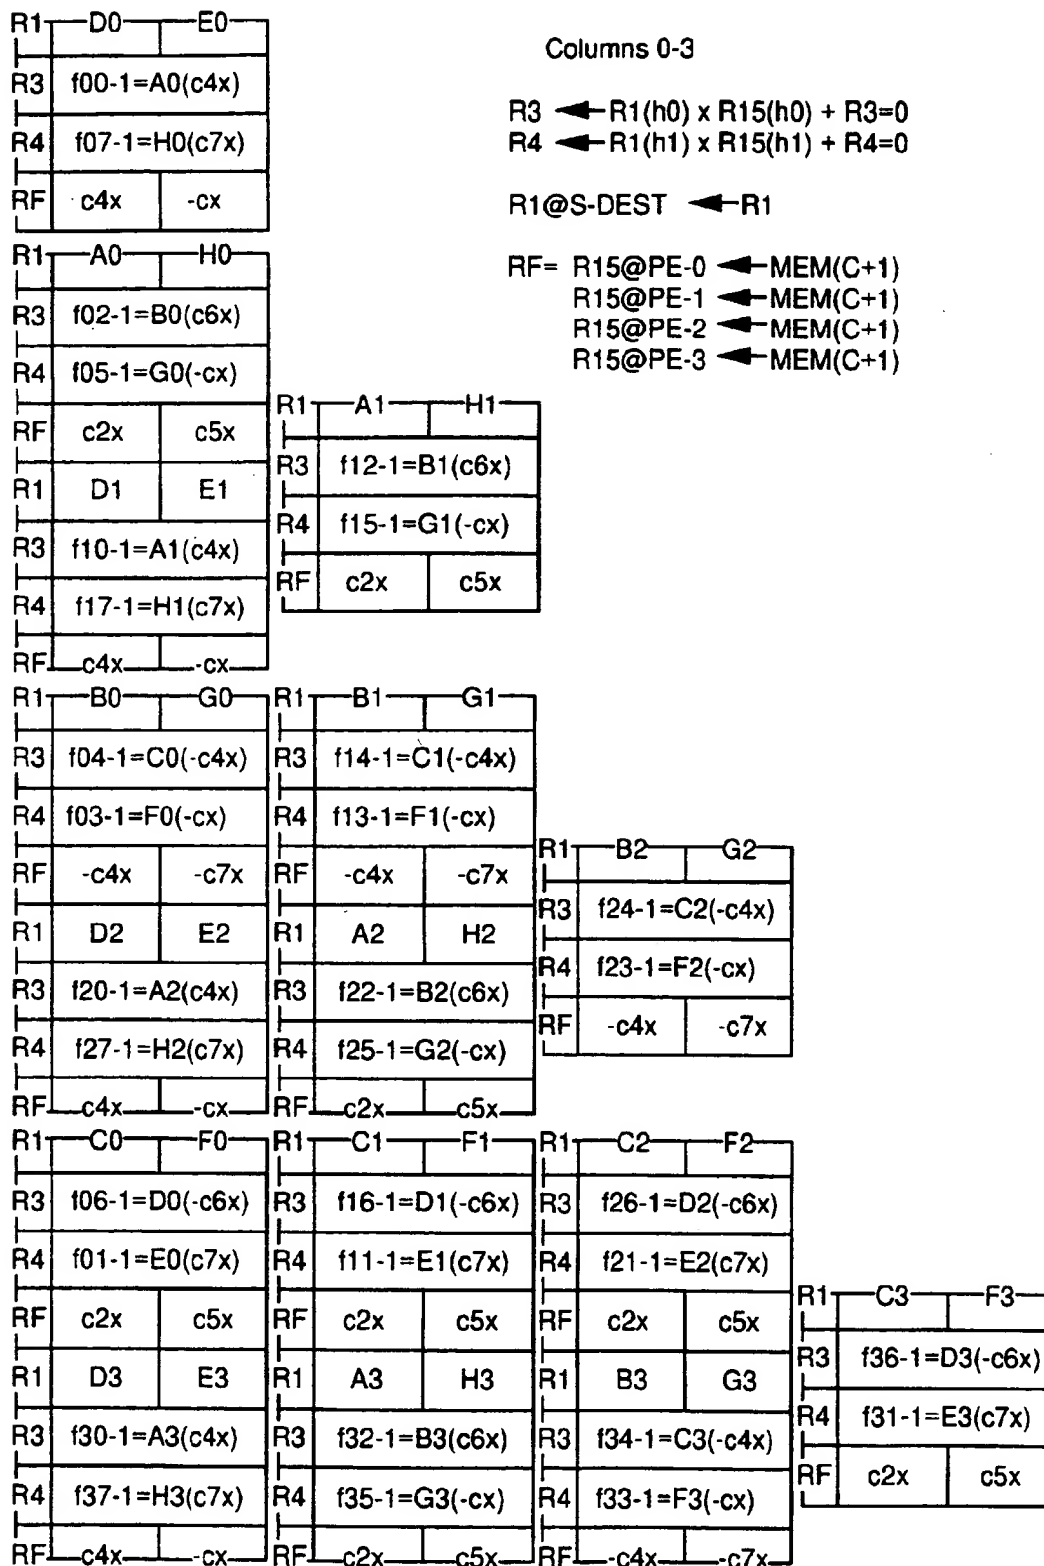 R1 D0 E0
R3 f00-1=A0(c4x)
R4 f07-1=H0(c7x)
RF c4x -cx
Columns 0-3
R3 ← R1(h0) x R15(h0) + R3=0
R4 ← R1(h1) x R15(h1) + R4=0
R1@S-DEST ← R1
RF= R15@PE-0 ← MEM(C+1)
R15@PE-1 ← MEM(C+1)
R15@PE-2 ← MEM(C+1)
R15@PE-3 ← MEM(C+1)
R1 A0 H0
R3 f02-1=B0(c6x)
R4 f05-1=G0(-cx)
RF c2x c5x
R1 D1 E1
R3 f10-1=A1(c4x)
R4 f17-1=H1(c7x)
RF c4x -cx
R1 A1 H1
R3 f12-1=B1(c6x)
R4 f15-1=G1(-cx)
RF c2x c5x
R1 B0 G0
R3 f04-1=C0(-c4x)
R4 f03-1=F0(-cx)
RF -c4x -c7x
R1 D2 E2
R3 f20-1=A2(c4x)
R4 f27-1=H2(c7x)
RF c4x -cx
R1 B1 G1
R3 f14-1=C1(-c4x)
R4 f13-1=F1(-cx)
RF -c4x -c7x
R1 A2 H2
R3 f22-1=B2(c6x)
R4 f25-1=G2(-cx)
RF c2x c5x
R1 B2 G2
R3 f24-1=C2(-c4x)
R4 f23-1=F2(-cx)
RF -c4x -c7x
R1 C0 F0
R3 f06-1=D0(-c6x)
R4 f01-1=E0(c7x)
RF c2x c5x
R1 D3 E3
R3 f30-1=A3(c4x)
R4 f37-1=H3(c7x)
RF c4x -cx
R1 C1 F1
R3 f16-1=D1(-c6x)
R4 f11-1=E1(c7x)
RF c2x c5x
R1 A3 H3
R3 f32-1=B3(c6x)
R4 f35-1=G3(-cx)
RF c2x c5x
R1 C2 F2
R3 f26-1=D2(-c6x)
R4 f21-1=E2(c7x)
RF c2x c5x
R1 B3 G3
R3 f34-1=C3(-c4x)
R4 f33-1=F3(-cx)
RF -c4x -c7x
R1 C3 F3
R3 f36-1=D3(-c6x)
R4 f31-1=E3(c7x)
RF c2x c5x